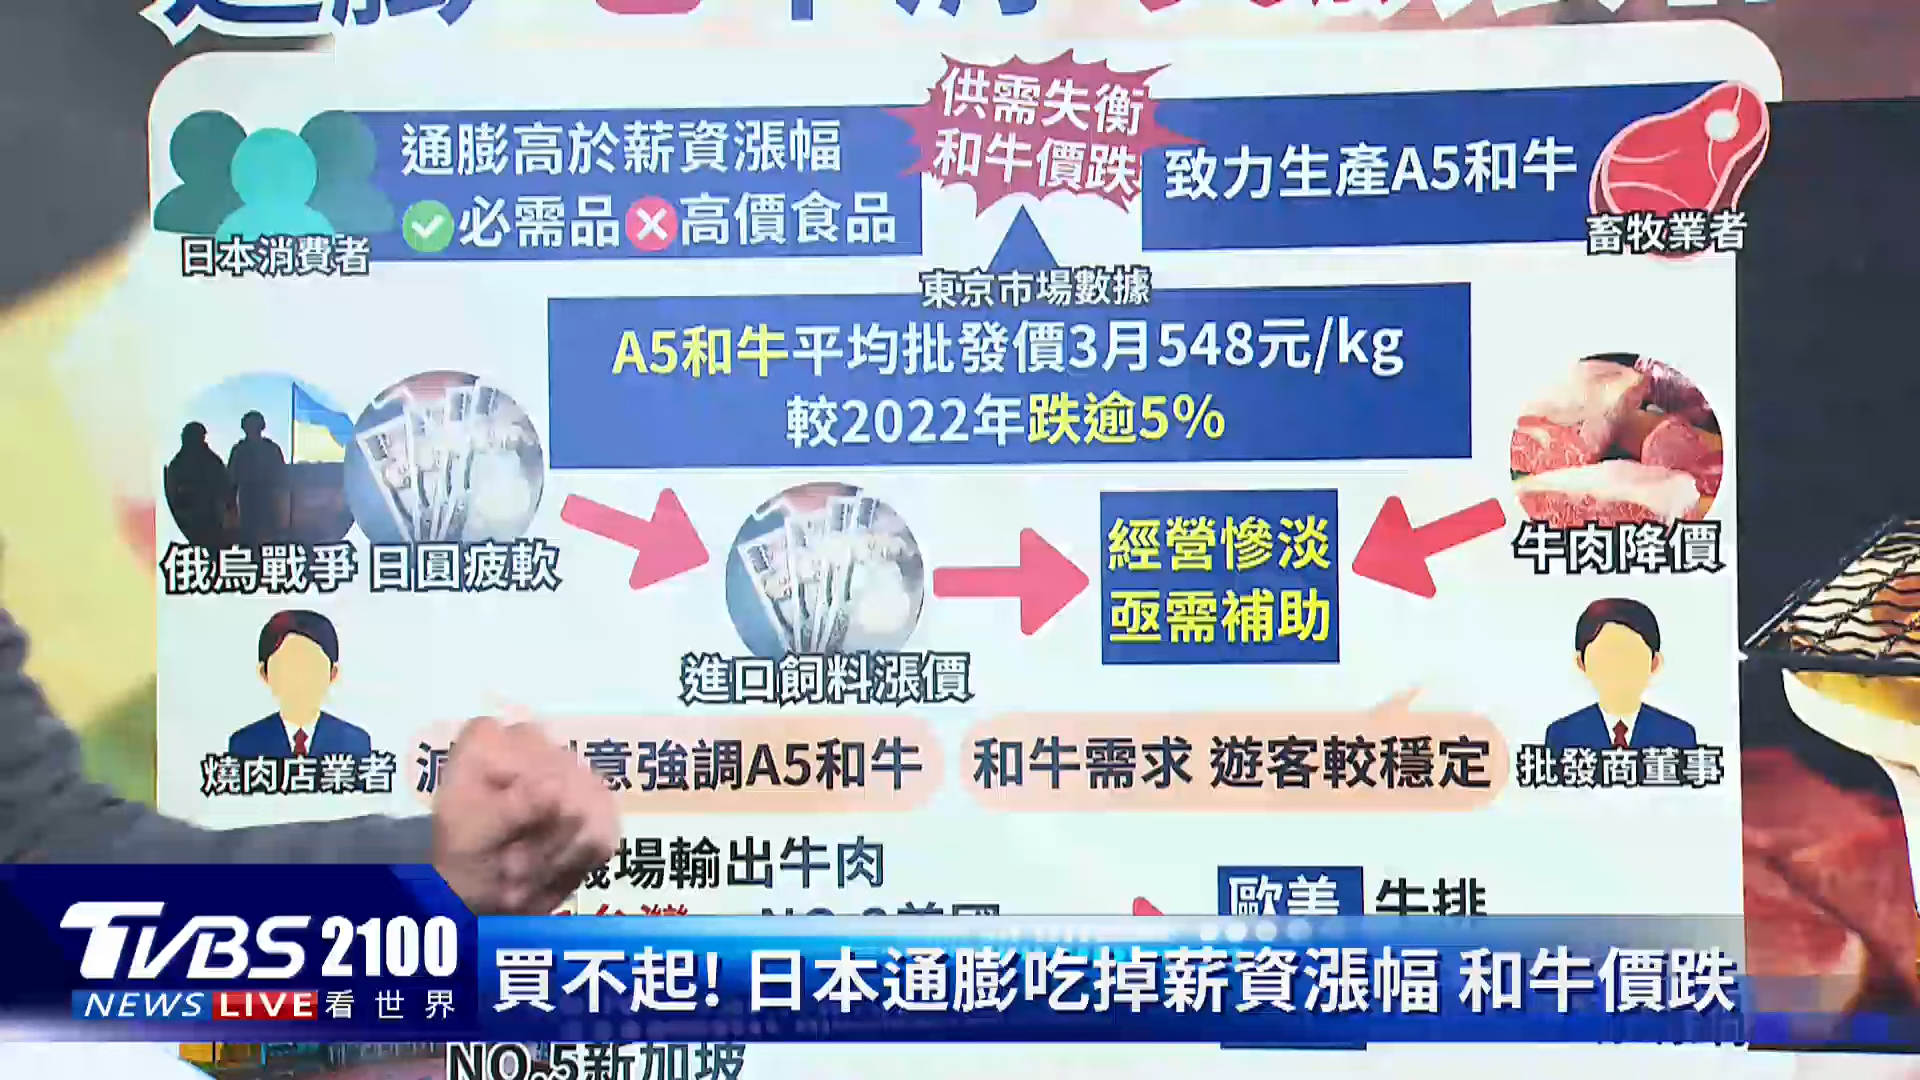 供需失衡
和牛價跌
通膨高於薪資漲幅
必需品 高價食品
日本消費者
致力生產A5和牛
畜牧業者
東京市場數據
A5和牛平均批發價3月548元/kg
較2022年跌逾5%
俄烏戰爭 日圓疲軟
進口飼料漲價
經營慘淡
亟需補助
牛肉降價
燒肉店業者
意強調A5和牛
和牛需求 遊客較穩定
批發商董事
場輸出牛肉
歐美 牛排
TVBS 2100
NEWS LIVE 看世界
買不起! 日本通膨吃掉薪資漲幅 和牛價跌
NO.5新加坡